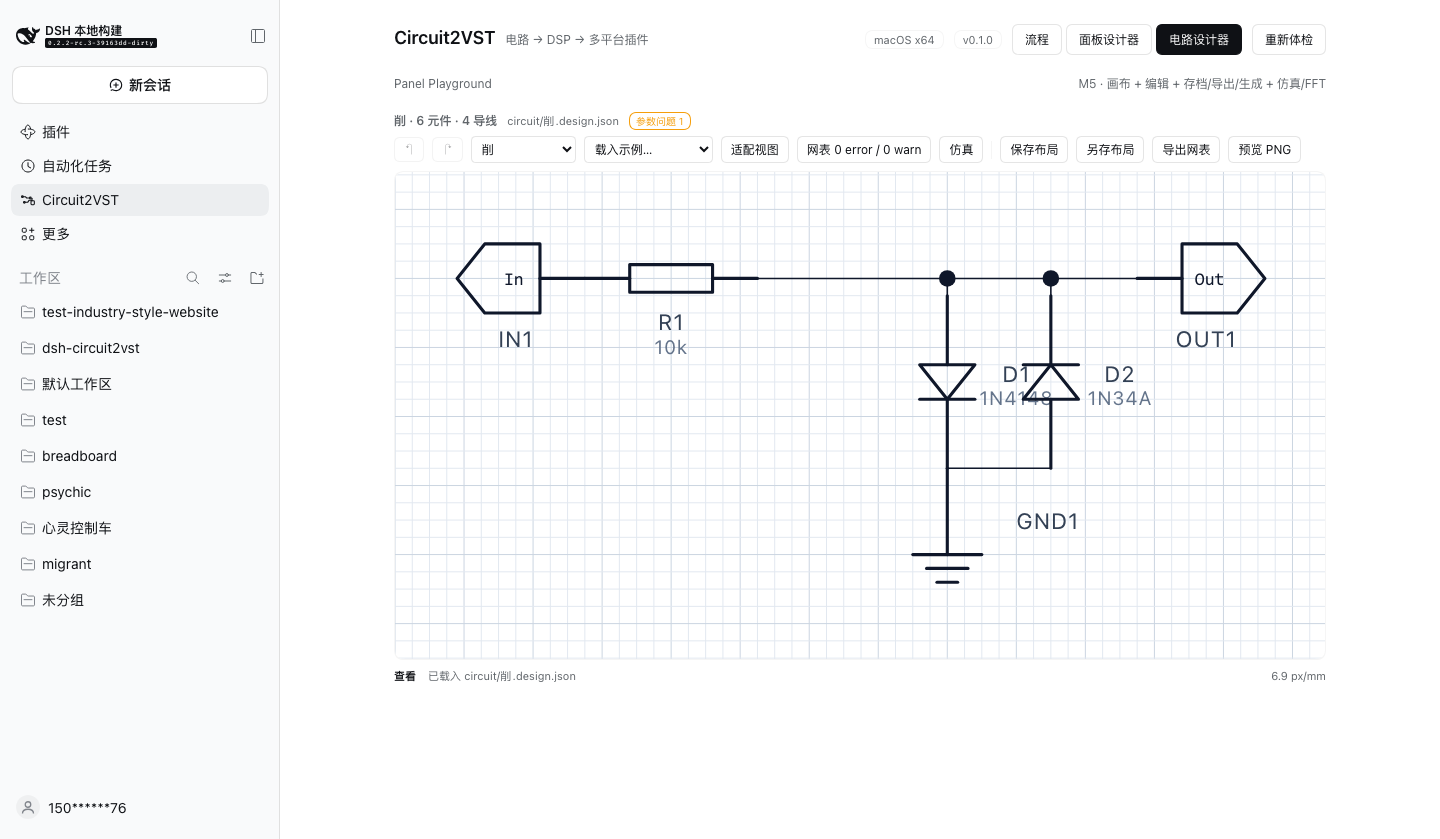 DSH 本地构建
0.2.2-rc.3-39163dd-dirty
新会话
插件
自动化任务
Circuit2VST
更多
工作区
test-industry-style-website
dsh-circuit2vst
默认工作区
test
breadboard
psychic
心灵控制车
migrant
未分组
150******76
Circuit2VST 电路 → DSP → 多平台插件 macOS x64 v0.1.0 流程 面板设计器 电路设计器 重新体检
Panel Playground M5 · 画布 + 编辑 + 存档/导出/生成 + 仿真/FFT
削 · 6 元件 · 4 导线 circuit/削.design.json 参数问题 1
削 载入示例... 适配视图 网表 0 error / 0 warn 仿真 保存布局 另存布局 导出网表 预览 PNG
In Out
IN1 R1 OUT1
10k
D1 D2
1N4148 1N34A
GND1
查看 已载入 circuit/削.design.json 6.9 px/mm